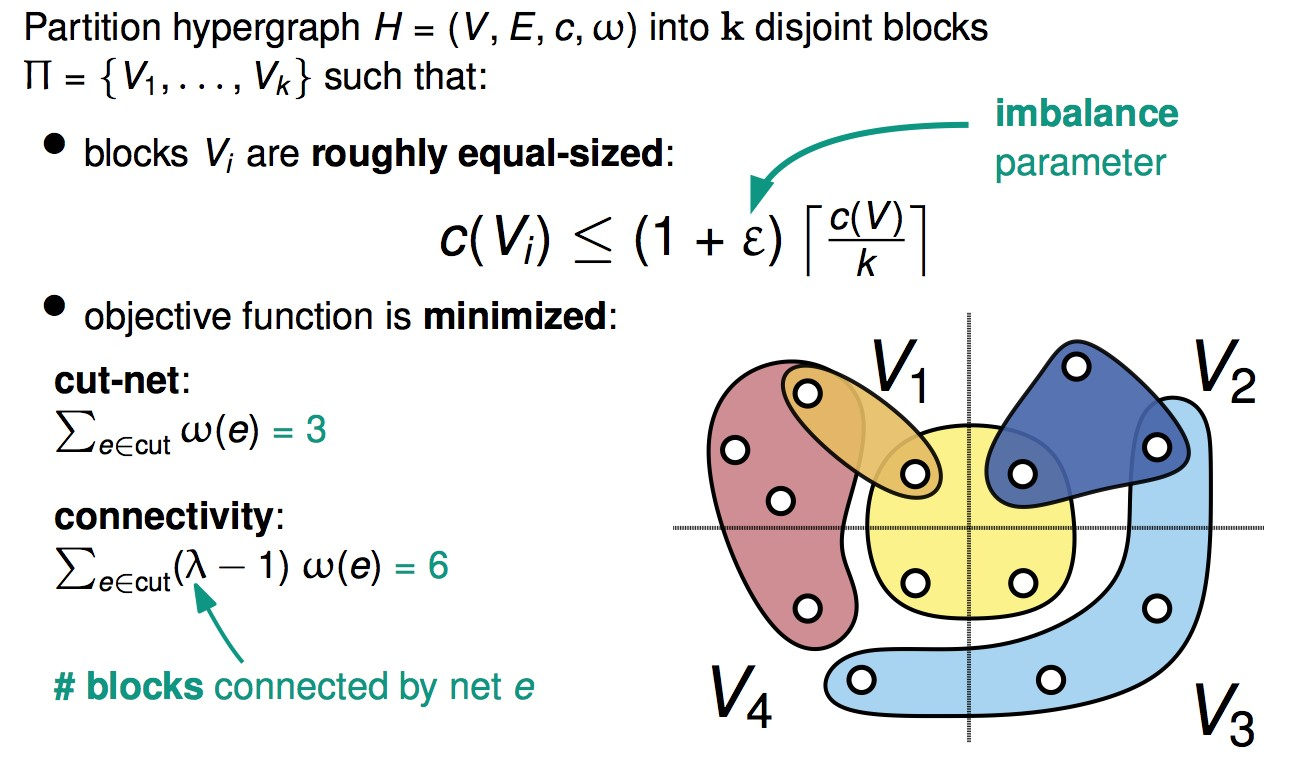 Partition hypergraph H = (V, E, c, ω) into k disjoint blocks
Π = {V₁, . . . , Vₖ} such that:
imbalance
parameter
• blocks Vᵢ are roughly equal-sized:
c(Vᵢ) ≤ (1 + ε) ⌈c(V)/k⌉
• objective function is minimized:
cut-net:
∑e∈cut ω(e) = 3
connectivity:
∑e∈cut(λ − 1) ω(e) = 6
# blocks connected by net e
V₁
V₂
V₄
V₃